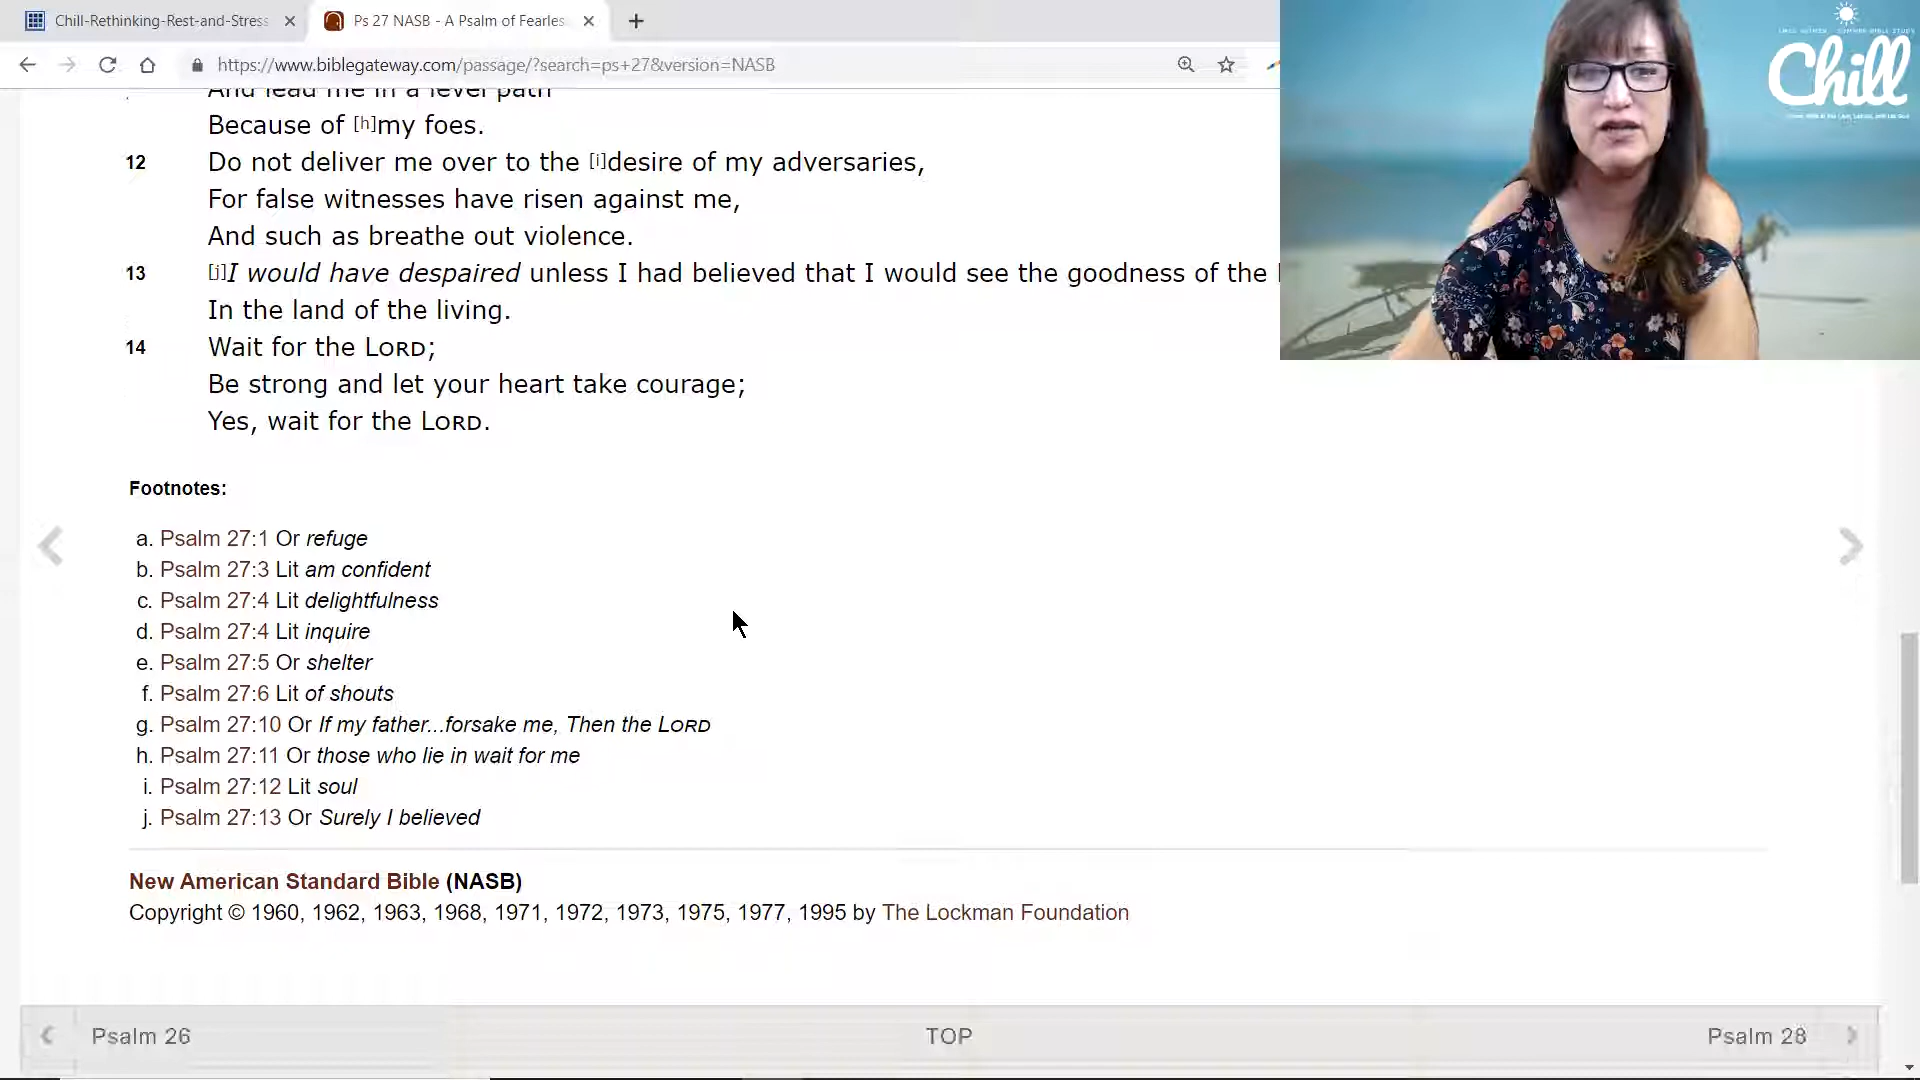 Chill-Rethinking-Rest-and-Stress
Ps 27 NASB - A Psalm of Fearles
https://www.biblegateway.com/passage/?search=ps+27&version=NASB
Chill
And lead me in a level path
Because of [h]my foes.
12 Do not deliver me over to the [i]desire of my adversaries,
For false witnesses have risen against me,
And such as breathe out violence.
13 [j]I would have despaired unless I had believed that I would see the goodness of the
In the land of the living.
14 Wait for the LORD;
Be strong and let your heart take courage;
Yes, wait for the LORD.
Footnotes:
a. Psalm 27:1 Or refuge
b. Psalm 27:3 Lit am confident
c. Psalm 27:4 Lit delightfulness
d. Psalm 27:4 Lit inquire
e. Psalm 27:5 Or shelter
f. Psalm 27:6 Lit of shouts
g. Psalm 27:10 Or If my father...forsake me, Then the LORD
h. Psalm 27:11 Or those who lie in wait for me
i. Psalm 27:12 Lit soul
j. Psalm 27:13 Or Surely I believed
New American Standard Bible (NASB)
Copyright © 1960, 1962, 1963, 1968, 1971, 1972, 1973, 1975, 1977, 1995 by The Lockman Foundation
Psalm 26
TOP
Psalm 28